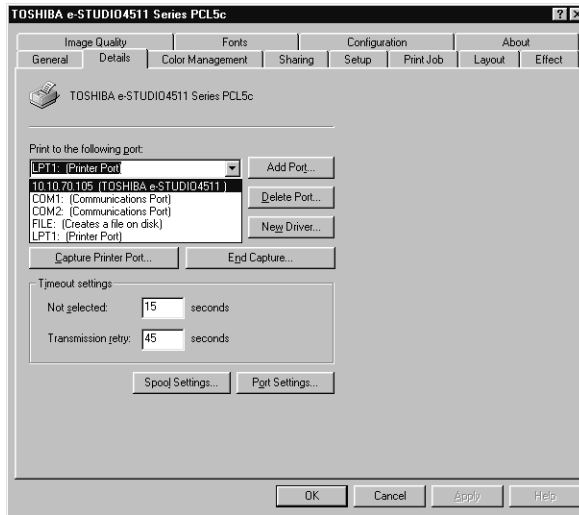 TOSHIBA e-STUDIO4511 Series PCL5c
Image Quality Fonts Configuration About
General Details Color Management Sharing Setup Print Job Layout Effect
TOSHIBA e-STUDIO4511 Series PCL5c
Print to the following port:
LPT1: (Printer Port) Add Port...
10.10.70.105 (TOSHIBA e-STUDIO4511 )
COM1: (Communications Port) Delete Port...
COM2: (Communications Port)
FILE: (Creates a file on disk) New Driver...
LPT1: (Printer Port)
Capture Printer Port... End Capture...
Timeout settings
Not selected: 15 seconds
Transmission retry: 45 seconds
Spool Settings... Port Settings...
OK Cancel Apply Help